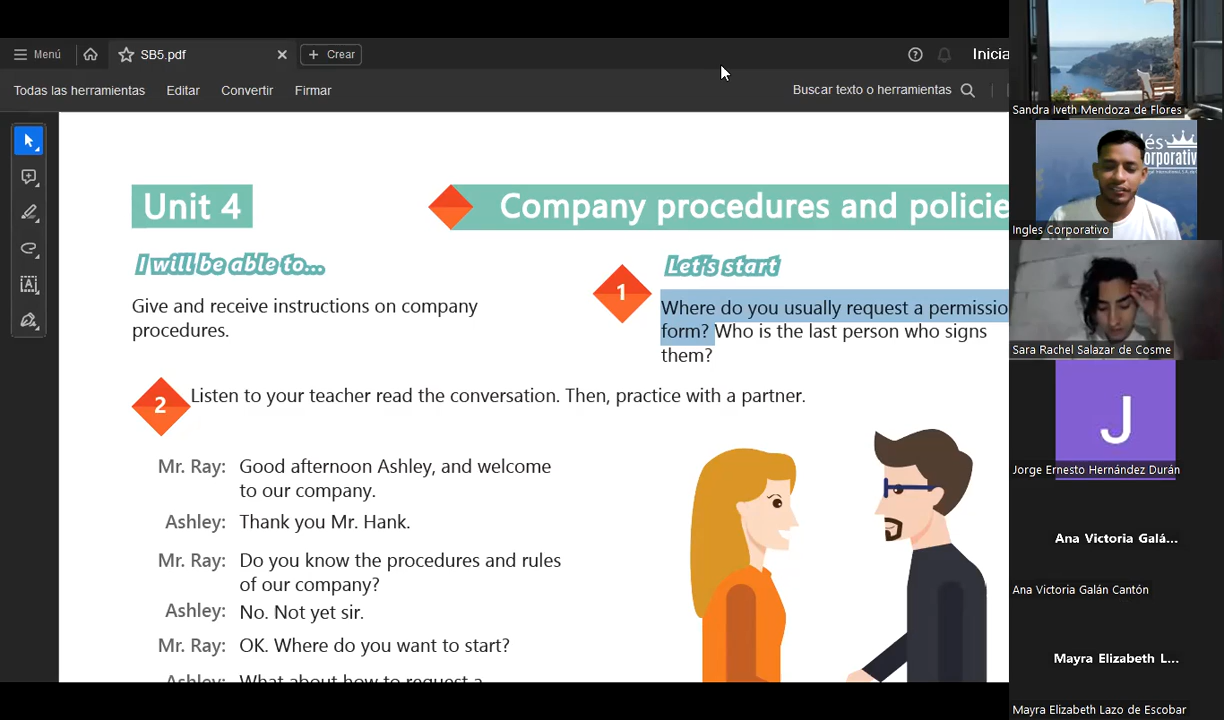 Menú
SB5.pdf
Crear
Inicia
Todas las herramientas
Editar
Convertir
Firmar
Buscar texto o herramientas
Unit 4
Company procedures and policie
I will be able to...
Give and receive instructions on company
procedures.
1
Let's start
Where do you usually request a permissio
form? Who is the last person who signs
them?
2
Listen to your teacher read the conversation. Then, practice with a partner.
Mr. Ray: Good afternoon Ashley, and welcome
to our company.
Ashley: Thank you Mr. Hank.
Mr. Ray: Do you know the procedures and rules
of our company?
Ashley: No. Not yet sir.
Mr. Ray: OK. Where do you want to start?
Ashley: What about how to request a
Sandra Iveth Mendoza de Flores
Ingles Corporativo
Sara Rachel Salazar de Cosme
J
Jorge Ernesto Hernández Durán
Ana Victoria Galá...
Ana Victoria Galán Cantón
Mayra Elizabeth L...
Mayra Elizabeth Lazo de Escobar